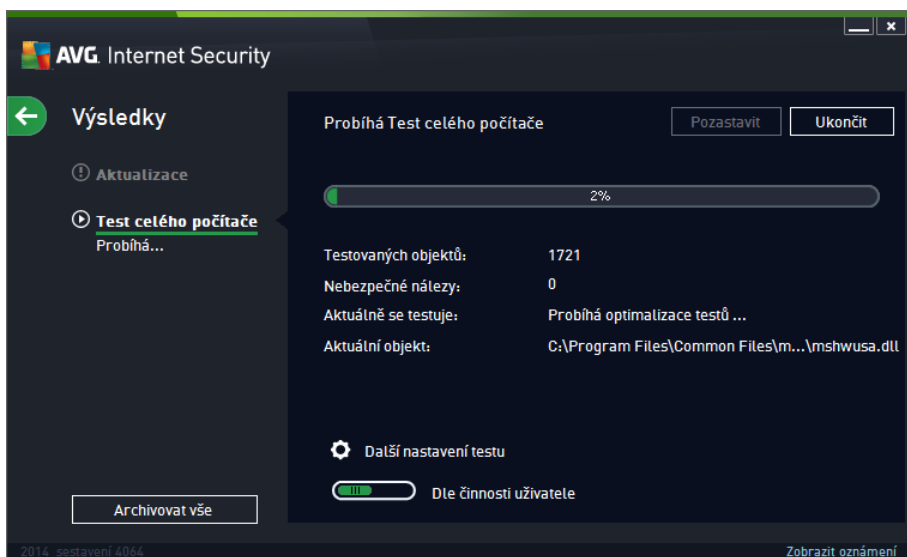 AVG. Internet Security
Výsledky
Aktualizace
Test celého počítače
Probíhá...
Archivovat vše
Probíhá Test celého počítače
Pozastavit
Ukončit
2%
Testovaných objektů: 1721
Nebezpečné nálezy: 0
Aktuálně se testuje: Probíhá optimalizace testů ...
Aktuální objekt: C:\Program Files\Common Files\m...\mshwusa.dll
Další nastavení testu
Dle činnosti uživatele
2014 sestavení 4064
Zobrazit oznámení